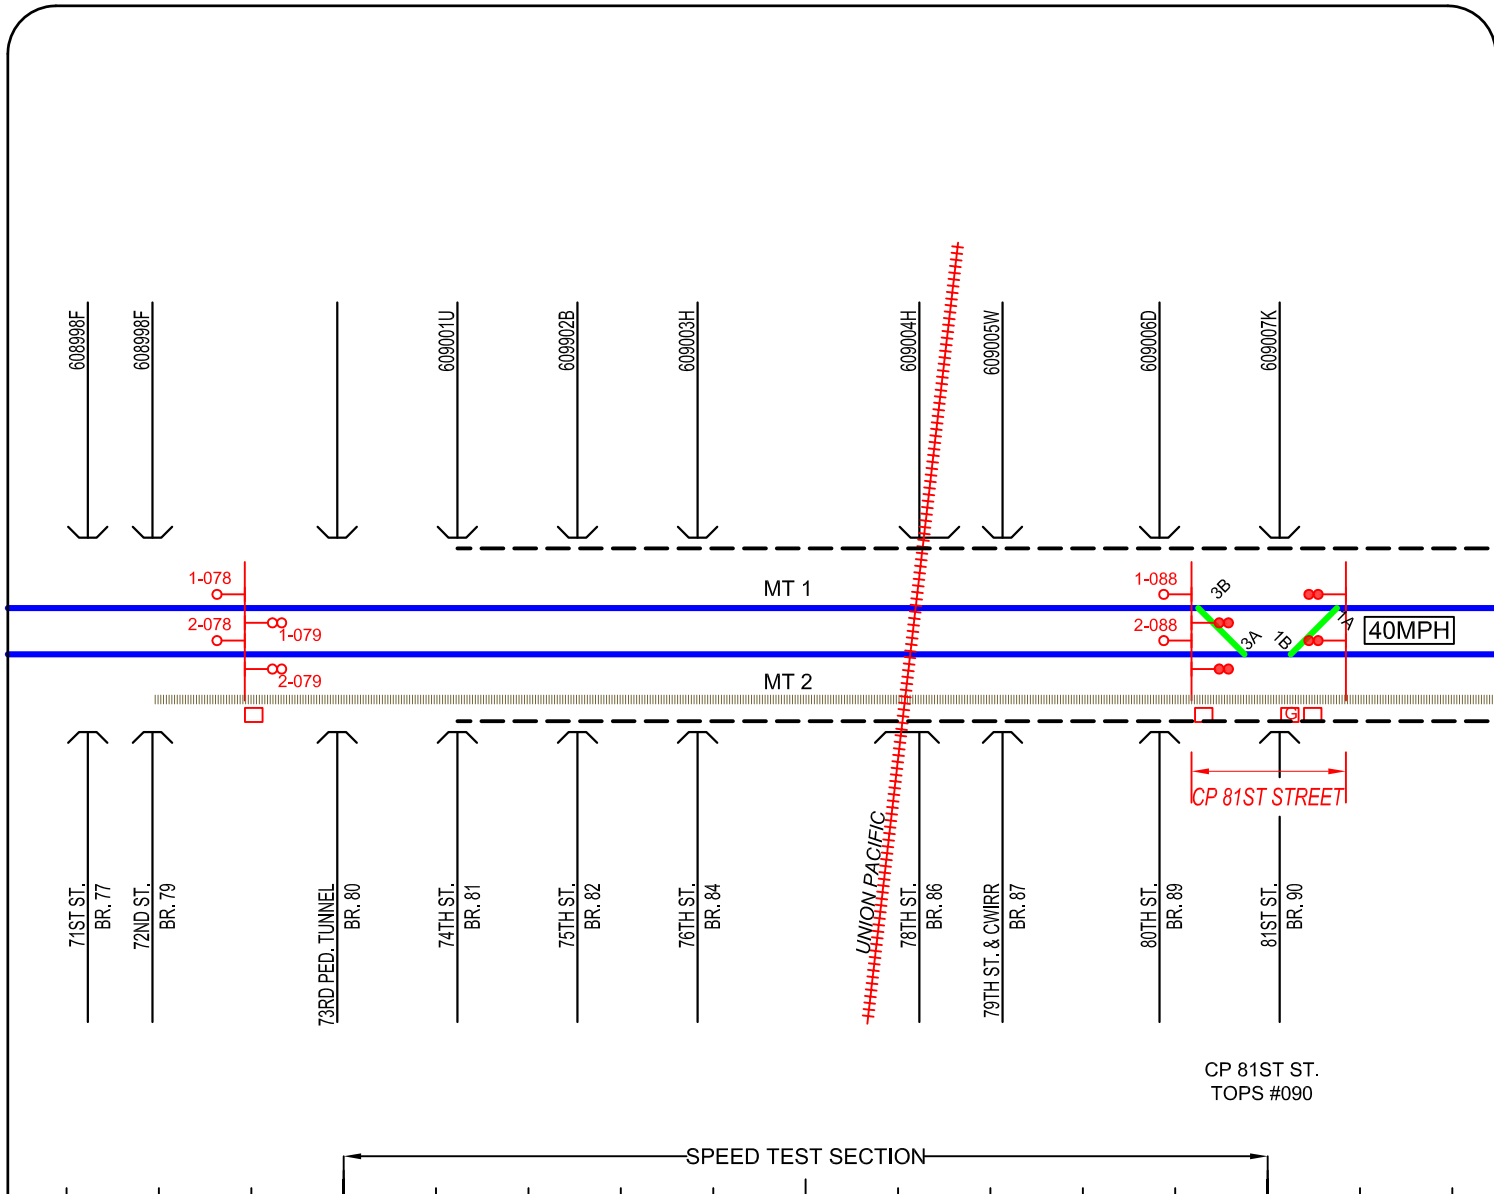 608998F
608998F
609001U
609902B
609003H
609004H
609005W
609006D
609007K
1-078
MT 1
1-088
3B
2-078
1-079
2-088
3A
1B
1A
40MPH
2-079
MT 2
G
CP 81ST STREET
71ST ST.
BR. 77
72ND ST.
BR. 79
73RD PED. TUNNEL
BR. 80
74TH ST.
BR. 81
75TH ST.
BR. 82
76TH ST.
BR. 84
UNION PACIFIC
78TH ST.
BR. 86
79TH ST. & CWIRR
BR. 87
80TH ST.
BR. 89
81ST ST.
BR. 90
CP 81ST ST.
TOPS #090
SPEED TEST SECTION